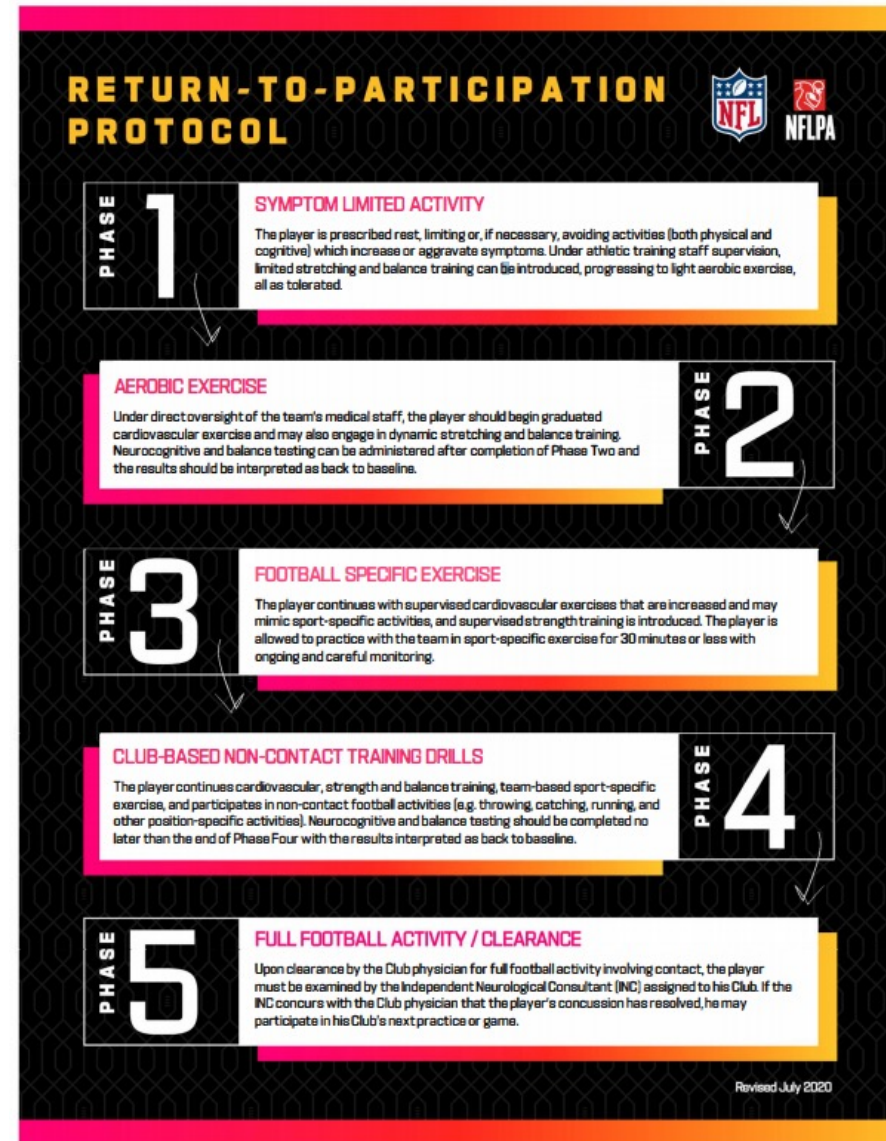 RETURN-TO-PARTICIPATION
PROTOCOL
NFL
NFLPA
PHASE
1
SYMPTOM LIMITED ACTIVITY
The player is prescribed rest, limiting or, if necessary, avoiding activities (both physical and
cognitive) which increase or aggravate symptoms. Under athletic training staff supervision,
limited stretching and balance training can be introduced, progressing to light aerobic exercise,
all as tolerated.
AEROBIC EXERCISE
Under direct oversight of the team's medical staff, the player should begin graduated
cardiovascular exercise and may also engage in dynamic stretching and balance training.
Neurocognitive and balance testing can be administered after completion of Phase Two and
the results should be interpreted as back to baseline.
PHASE
2
PHASE
3
FOOTBALL SPECIFIC EXERCISE
The player continues with supervised cardiovascular exercises that are increased and may
mimic sport-specific activities, and supervised strength training is introduced. The player is
allowed to practice with the team in sport-specific exercise for 30 minutes or less with
ongoing and careful monitoring.
CLUB-BASED NON-CONTACT TRAINING DRILLS
The player continues cardiovascular, strength and balance training, team-based sport-specific
exercise, and participates in non-contact football activities (e.g. throwing, catching, running, and
other position-specific activities). Neurocognitive and balance testing should be completed no
later than the end of Phase Four with the results interpreted as back to baseline.
PHASE
4
PHASE
5
FULL FOOTBALL ACTIVITY / CLEARANCE
Upon clearance by the Club physician for full football activity involving contact, the player
must be examined by the Independent Neurological Consultant (INC) assigned to his Club. If the
INC concurs with the Club physician that the player's concussion has resolved, he may
participate in his Club's next practice or game.
Revised July 2020